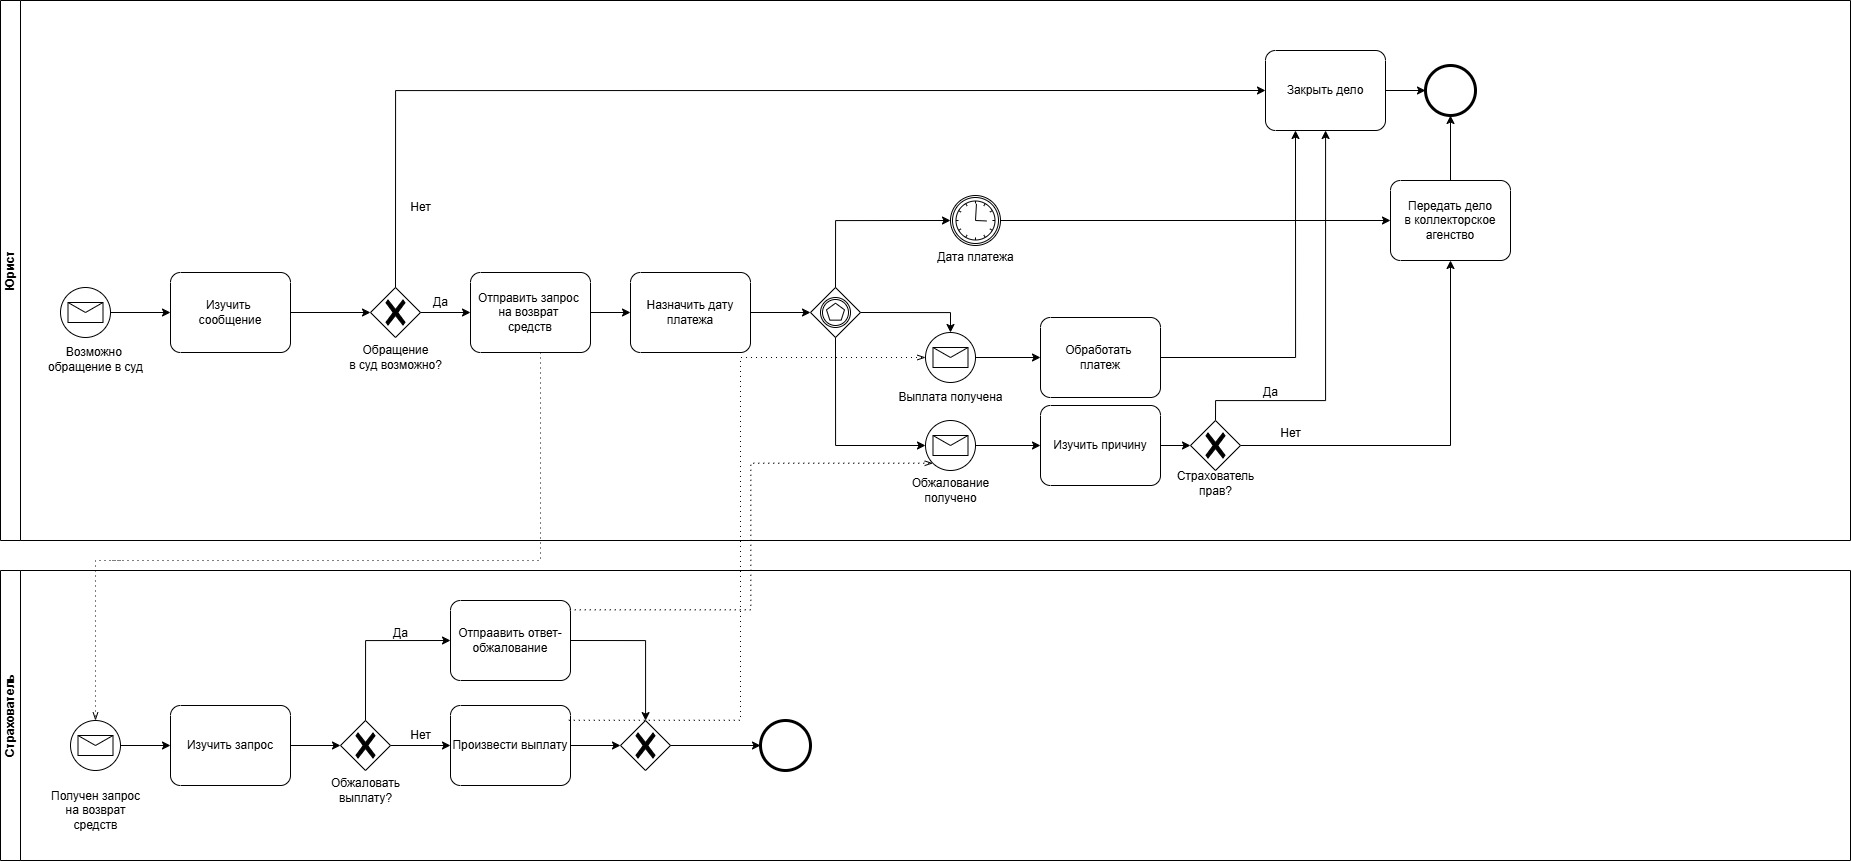 Юрист
Закрыть дело
Нет
Передать дело
в коллекторское
агенство
Дата платежа
Изучить
сообщение
Да
Отправить запрос
на возврат
средств
Назначить дату
платежа
Возможно
обращение в суд
Обращение
в суд возможно?
Обработать
платеж
Выплата получена
Да
Нет
Изучить причину
Обжалование
получено
Страхователь
прав?
Страхователь
Да
Отпраавить ответ-
обжалование
Изучить запрос
Нет
Произвести выплату
Обжаловать
выплату?
Получен запрос
на возврат
средств